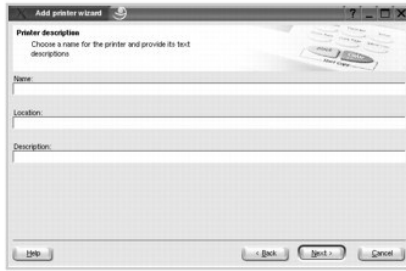 Add printer wizard
Printer description
Choose a name for the printer and provide its text
descriptions
Name:
Location:
Description:
Help
< Back
Next >
Cancel